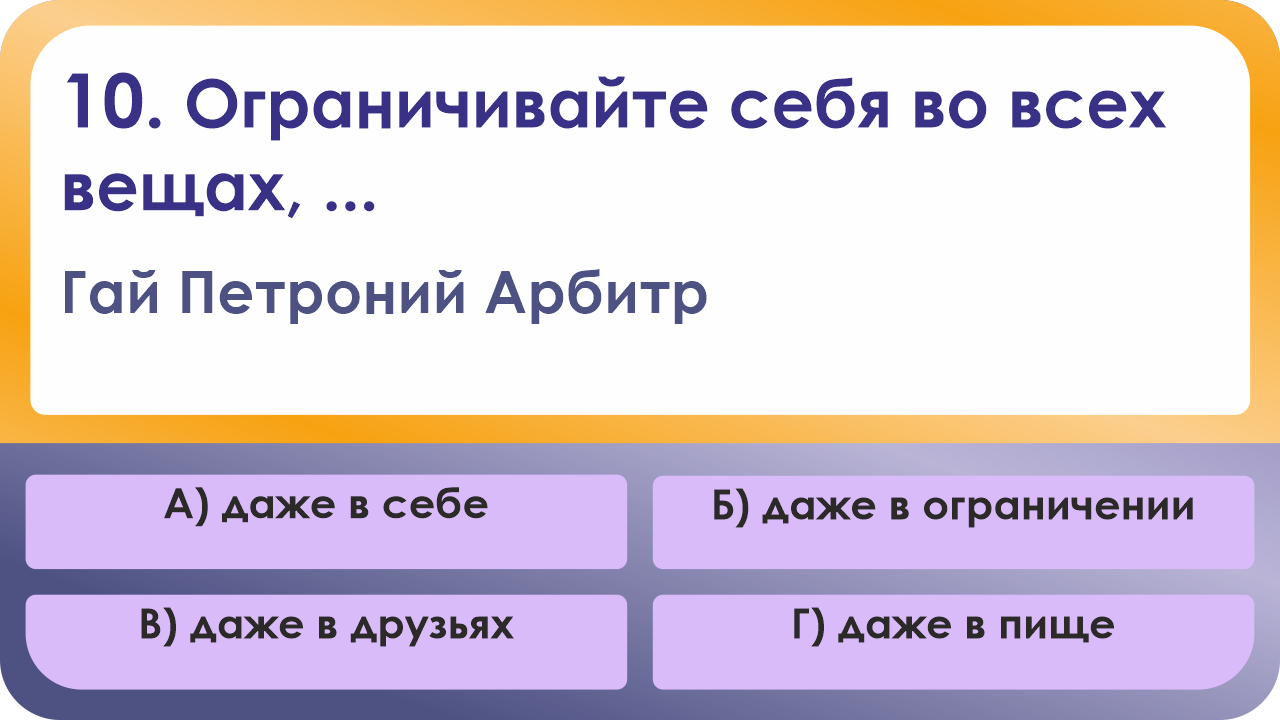 10. Ограничивайте себя во всех
вещах, ...
Гай Петроний Арбитр
А) даже в себе
Б) даже в ограничении
В) даже в друзьях
Г) даже в пище